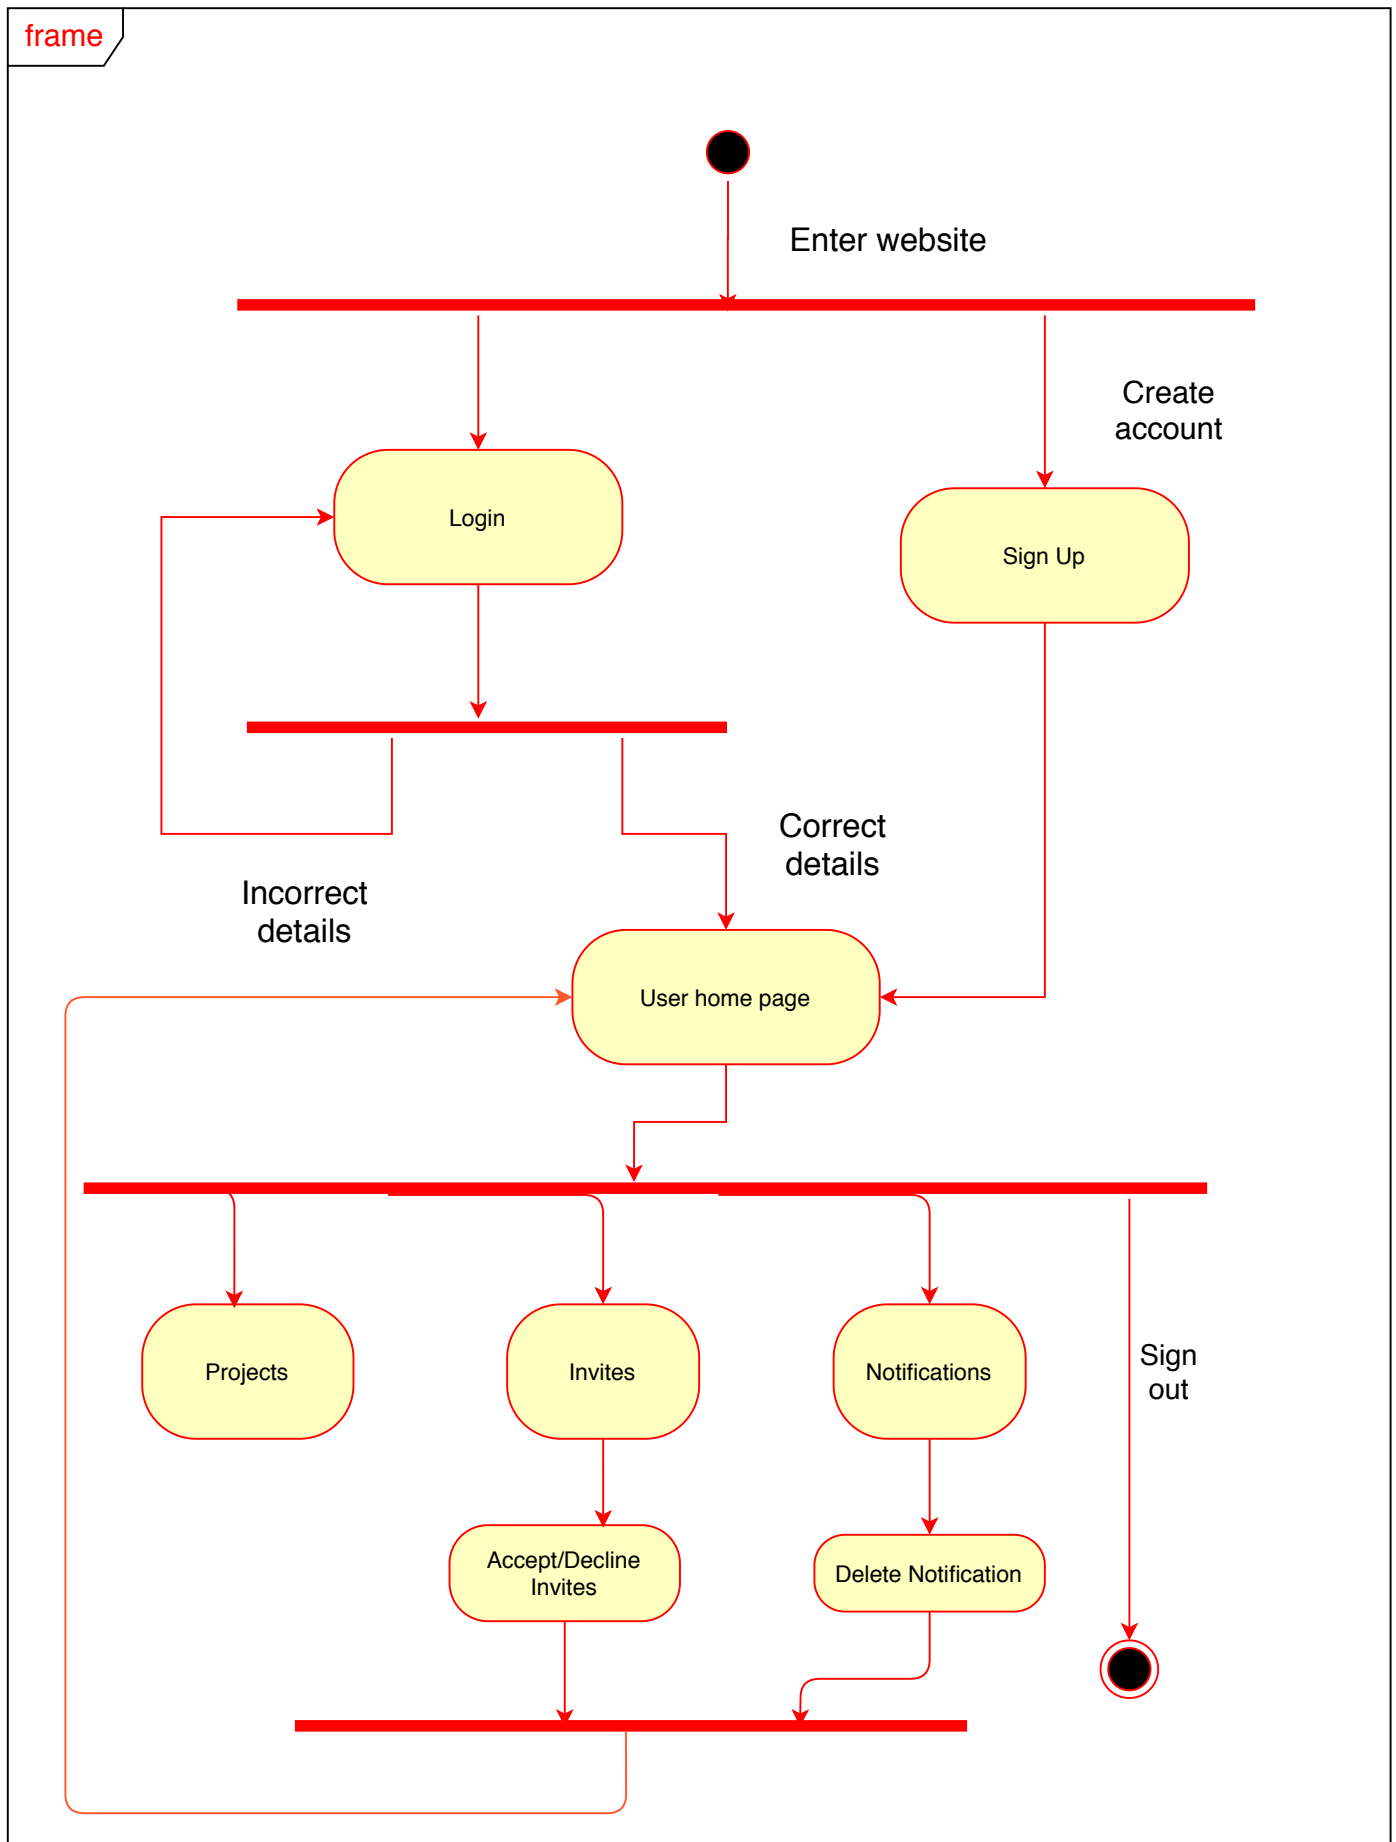 frame
Enter website
Create
account
Login
Sign Up
Correct
details
Incorrect
details
User home page
Projects
Invites
Notifications
Sign
out
Accept/Decline
Invites
Delete Notification